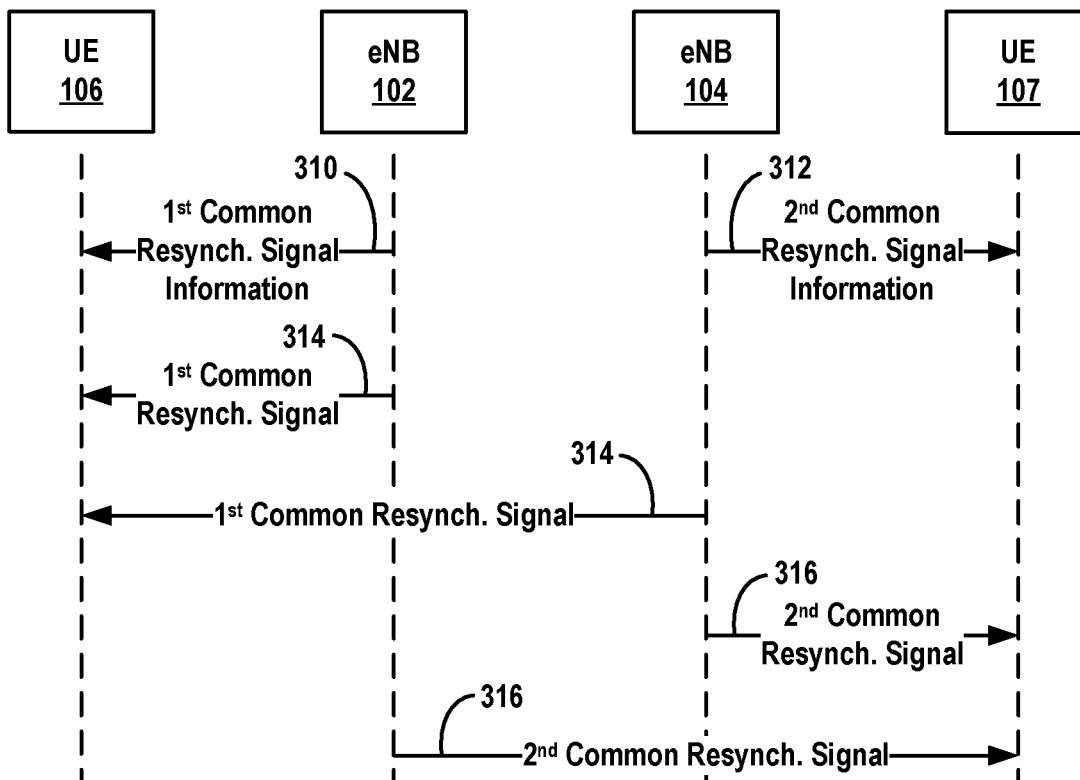 UE
106
eNB
102
eNB
104
UE
107
310
1st Common
Resynch. Signal
Information
312
2nd Common
Resynch. Signal
Information
314
1st Common
Resynch. Signal
314
1st Common Resynch. Signal
316
2nd Common
Resynch. Signal
316
2nd Common Resynch. Signal